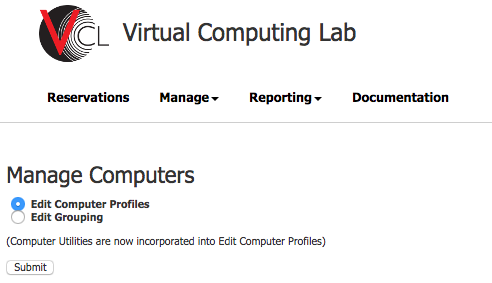 VCL Virtual Computing Lab
Reservations Manage Reporting Documentation
Manage Computers
Edit Computer Profiles
Edit Grouping
(Computer Utilities are now incorporated into Edit Computer Profiles)
Submit